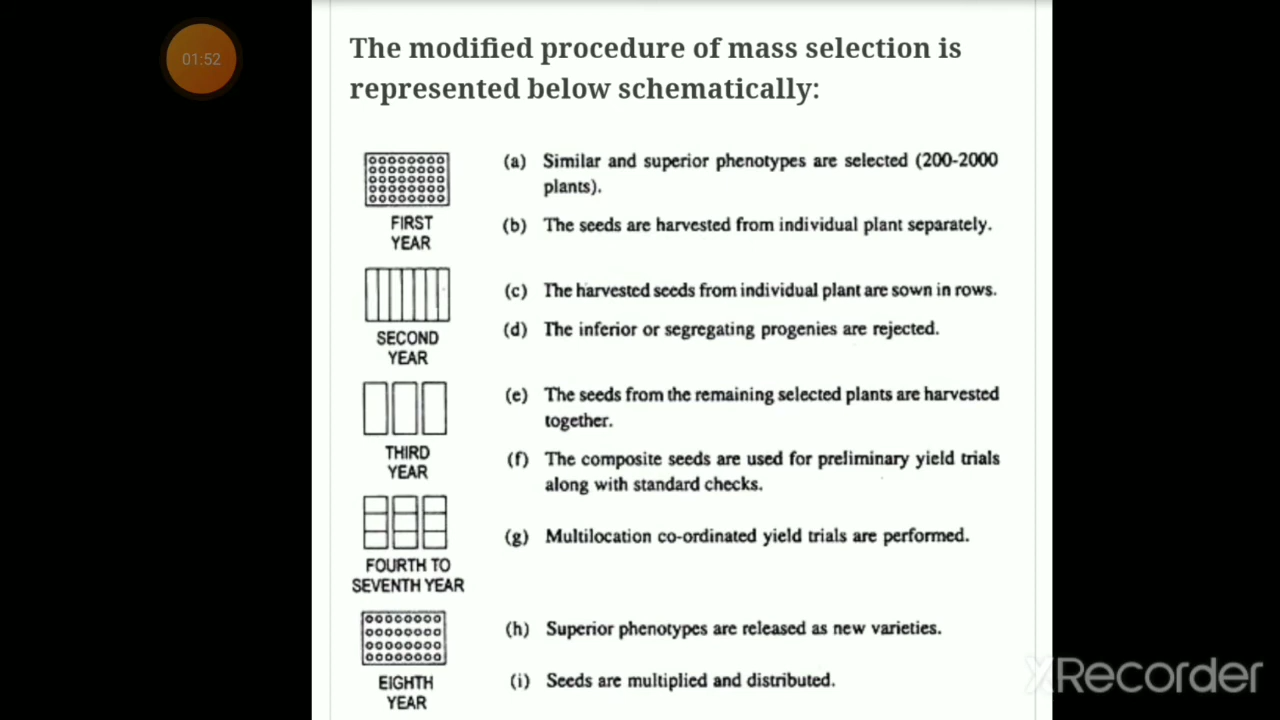 01:52
The modified procedure of mass selection is
represented below schematically:
FIRST
YEAR
(a) Similar and superior phenotypes are selected (200-2000
plants).
(b) The seeds are harvested from individual plant separately.
SECOND
YEAR
(c) The harvested seeds from individual plant are sown in rows.
(d) The inferior or segregating progenies are rejected.
THIRD
YEAR
(e) The seeds from the remaining selected plants are harvested
together.
(f) The composite seeds are used for preliminary yield trials
along with standard checks.
FOURTH TO
SEVENTH YEAR
(g) Multilocation co-ordinated yield trials are performed.
EIGHTH
YEAR
(h) Superior phenotypes are released as new varieties.
(i) Seeds are multiplied and distributed.
XRecorder